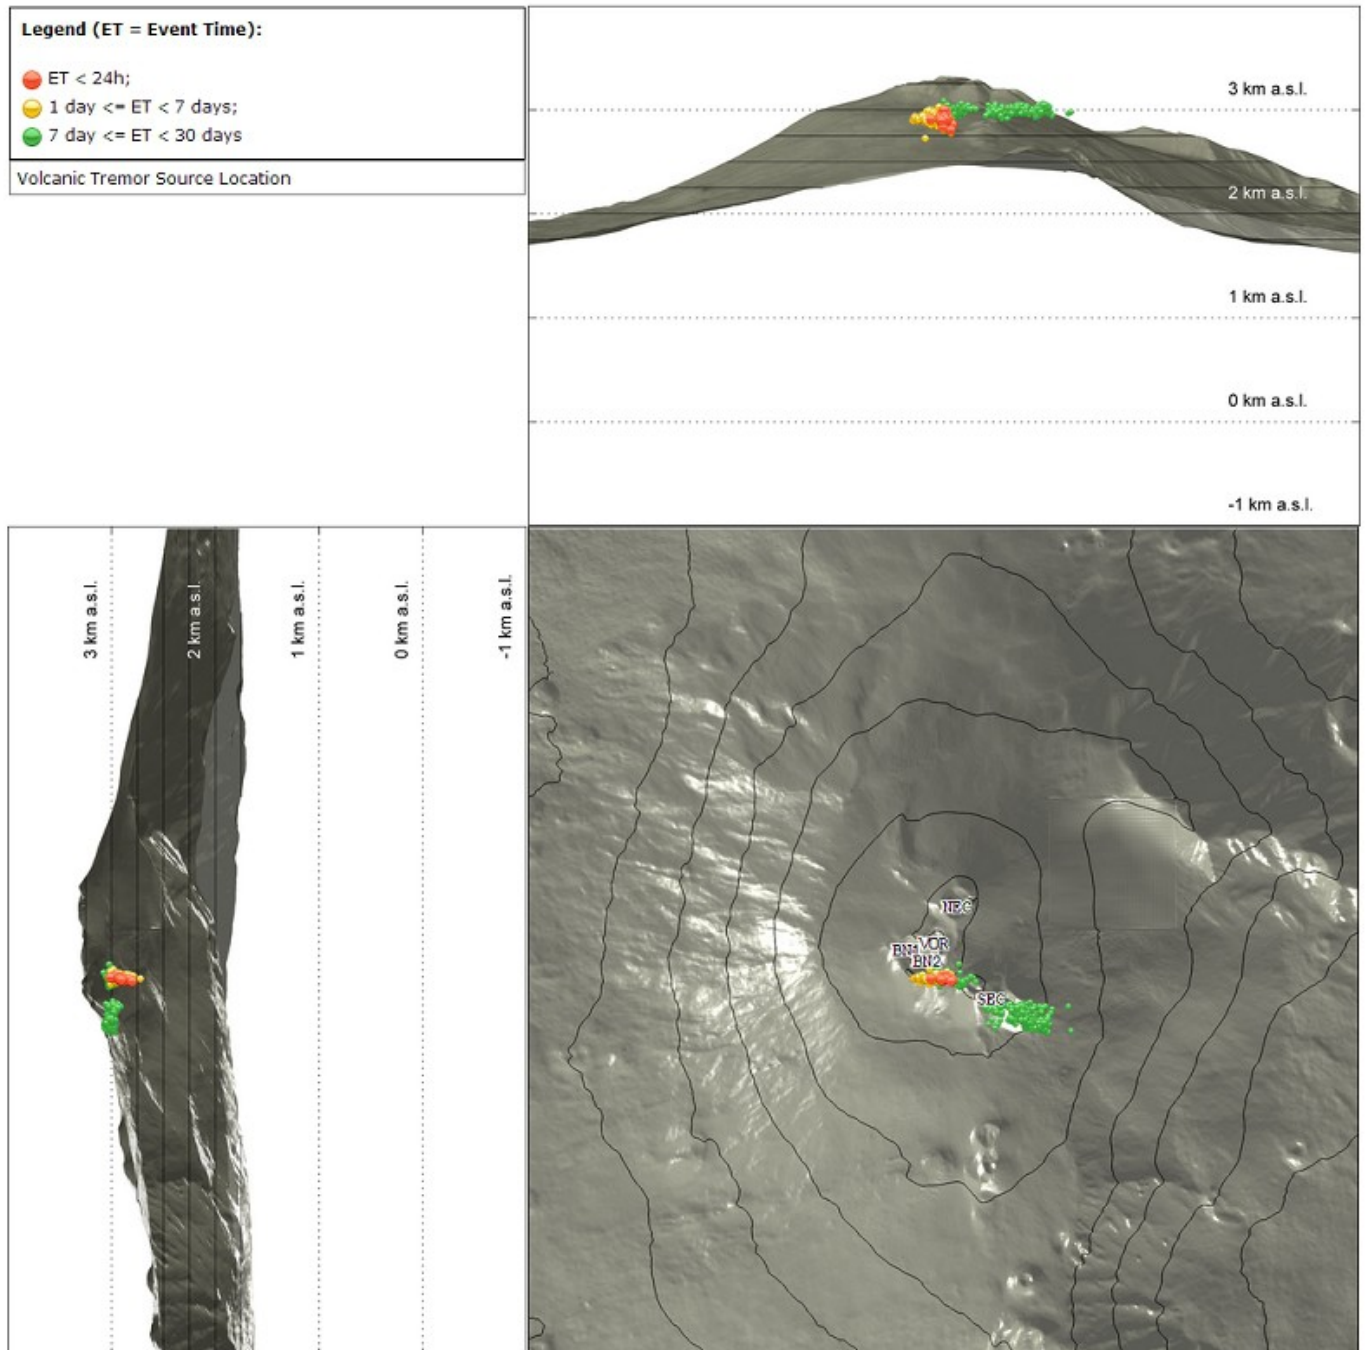 Legend (ET = Event Time):
ET < 24h;
1 day <= ET < 7 days;
7 day <= ET < 30 days
Volcanic Tremor Source Location
3 km a.s.l.
2 km a.s.l.
1 km a.s.l.
0 km a.s.l.
-1 km a.s.l.
3 km a.s.l.
2 km a.s.l.
1 km a.s.l.
0 km a.s.l.
-1 km a.s.l.
NEC
VOR
BN2
SEC